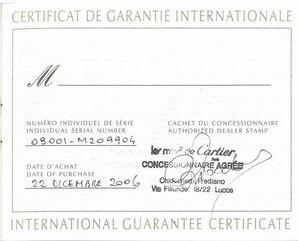 CERTIFICAT DE GARANTIE INTERNATIONALE
M
NUMÉRO INDIVIDUEL DE SÉRIE
INDIVIDUAL SERIAL NUMBER
09001-M209904
CACHET DU CONCESSIONNAIRE
AUTHORIZED DEALER STAMP
les must de Cartier
CONCESSIONNAIRE AGRÉÉ
DATE D'ACHAT
DATE OF PURCHASE
22 DICEMBRE 2006
Frediano
Via Fillungo 18/22 Lucca
INTERNATIONAL GUARANTEE CERTIFICATE